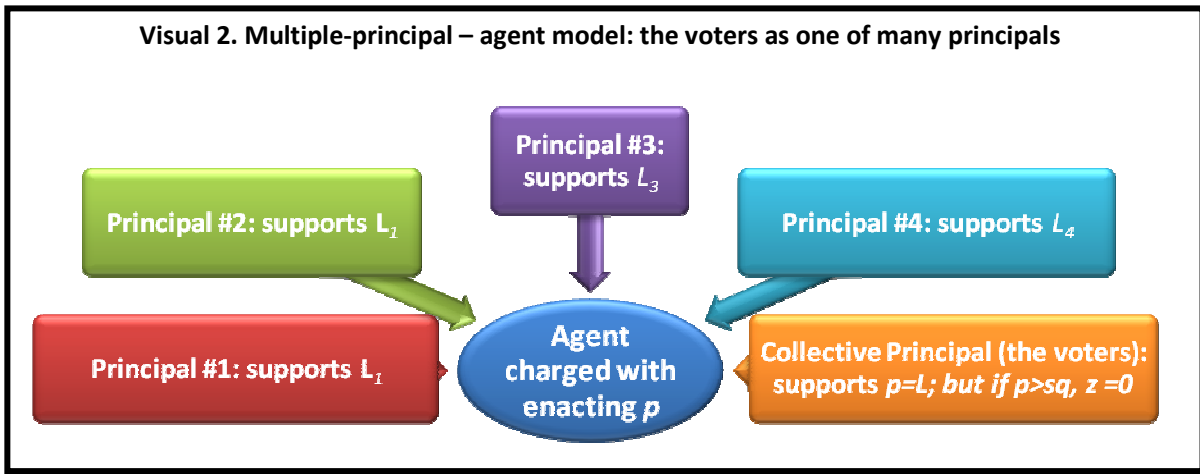 Visual 2. Multiple-principal – agent model: the voters as one of many principals
Principal #3:
supports L₃
Principal #2: supports L₁
Principal #4: supports L₄
Principal #1: supports L₁
Agent
charged with
enacting p
Collective Principal (the voters):
supports p=L; but if p>sq, z =0